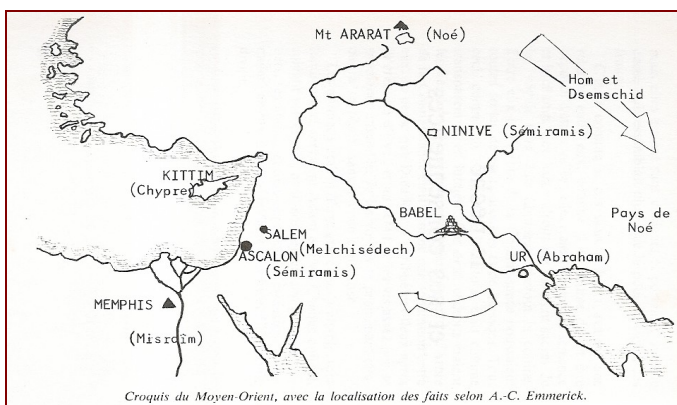 Mt ARARAT (Noé)
Hom et
Dsemschid
NINIVE (Sémiramis)
KITTIM
(Chypre)
BABEL
Pays de
Noé
SALEM
(Melchisédech)
ASCALON
(Sémiramis)
UR (Abraham)
MEMPHIS
(Misraîm)
Croquis du Moyen-Orient, avec la localisation des faits selon A.-C. Emmerick.